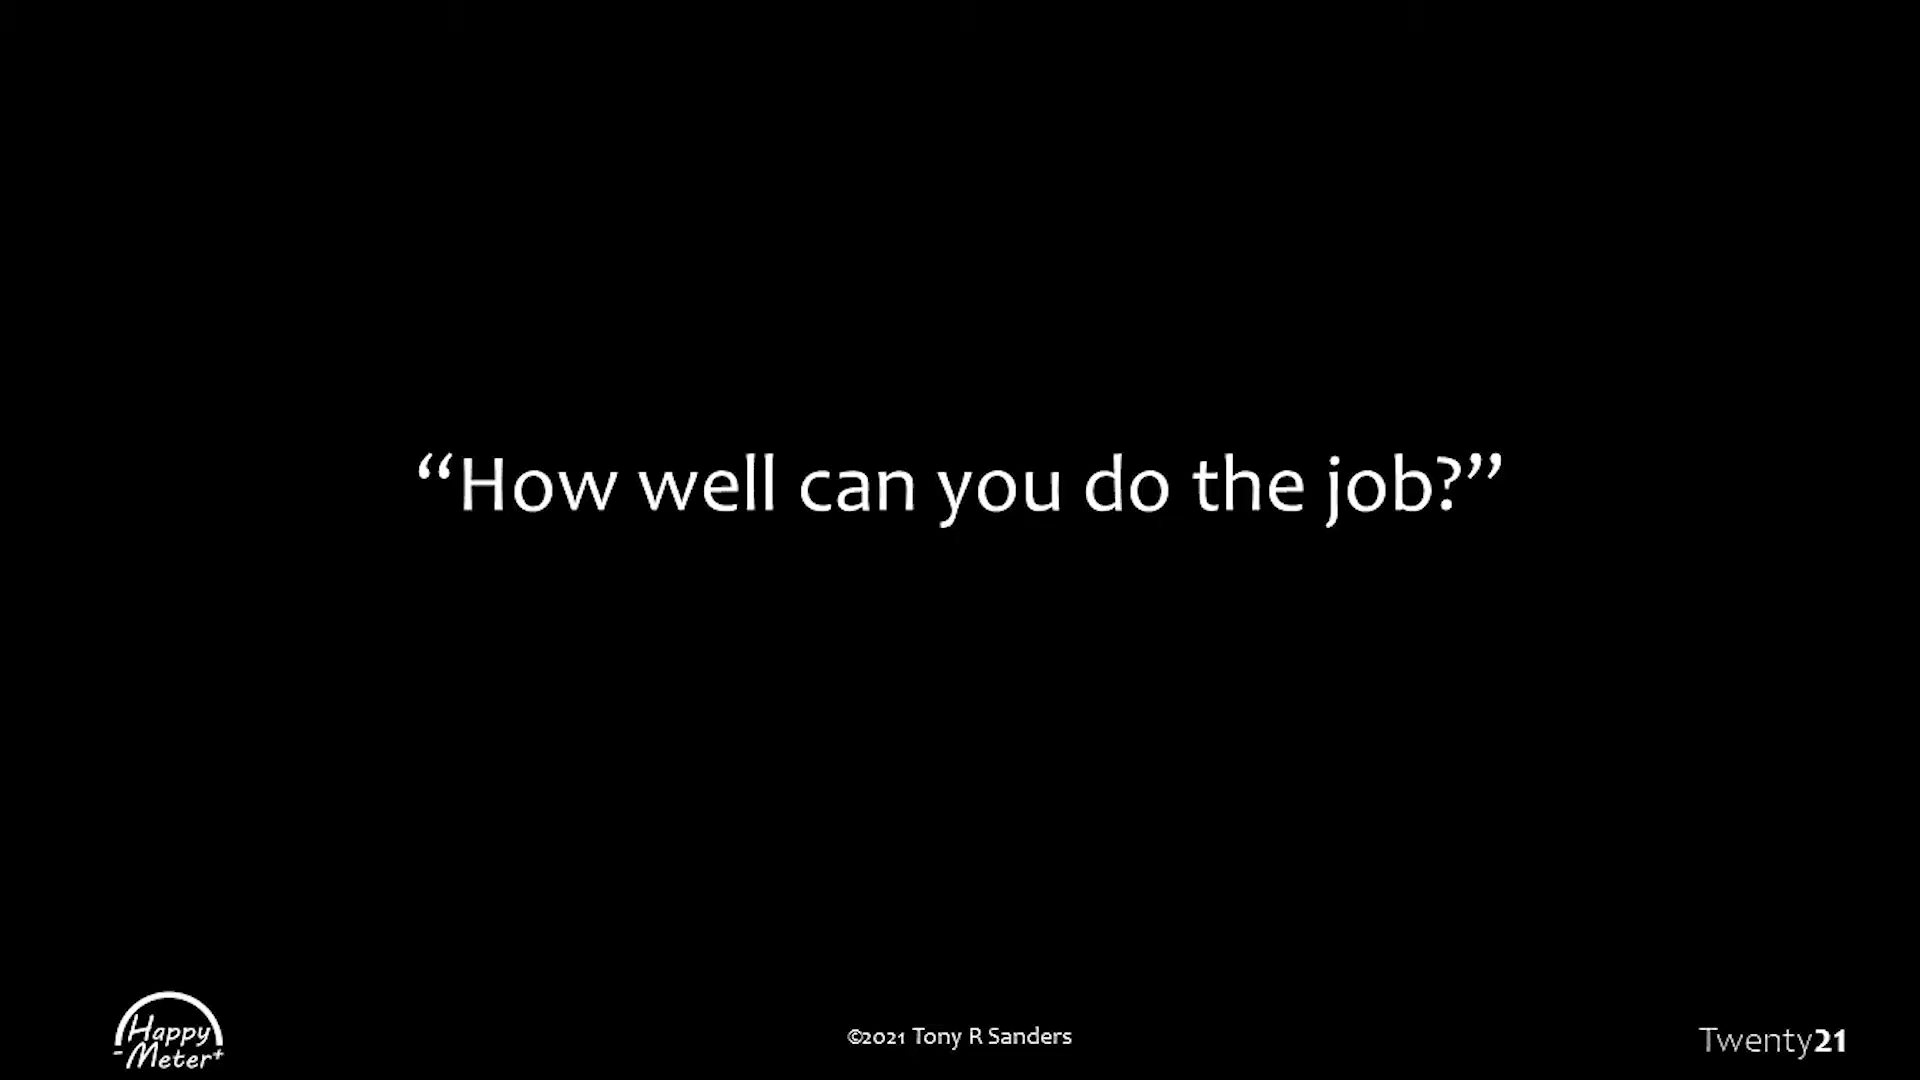 “How well can you do the job?”
Happy
-Meter+
©2021 Tony R Sanders
Twenty21